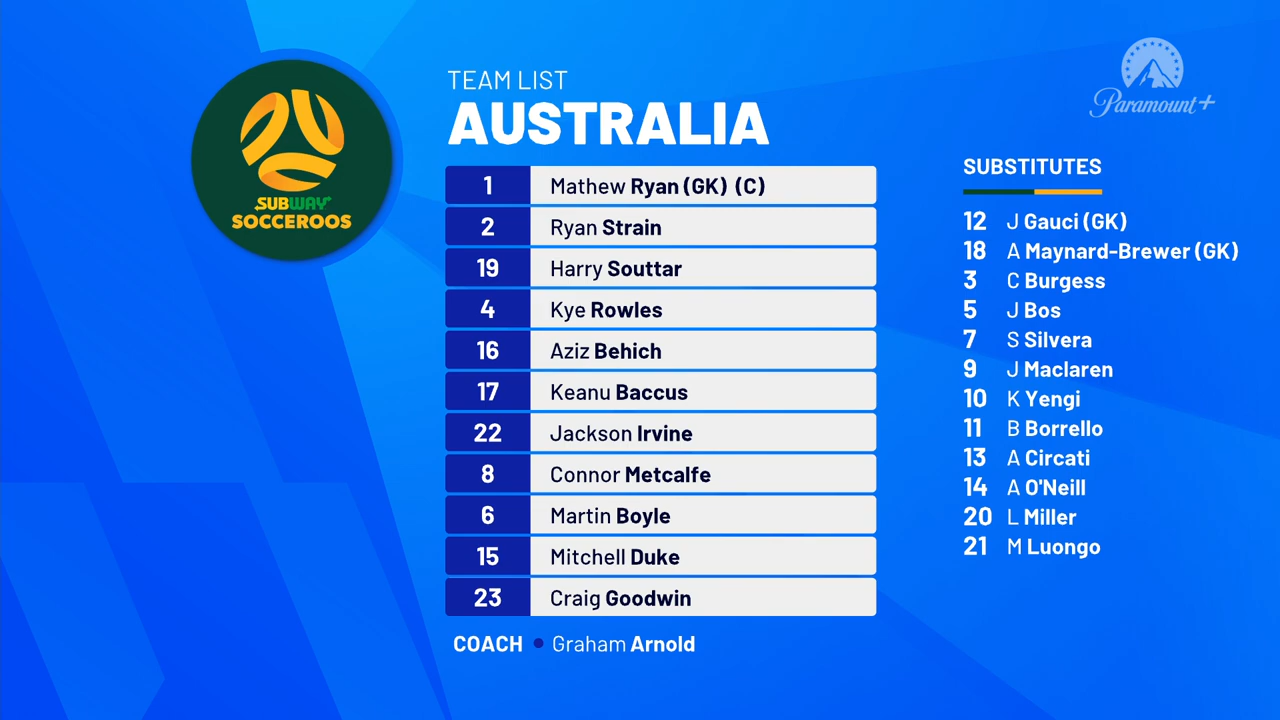 TEAM LIST
AUSTRALIA
Paramount+
SUBWAY
SOCCEROOS
1 Mathew Ryan (GK) (C)
2 Ryan Strain
19 Harry Souttar
4 Kye Rowles
16 Aziz Behich
17 Keanu Baccus
22 Jackson Irvine
8 Connor Metcalfe
6 Martin Boyle
15 Mitchell Duke
23 Craig Goodwin
COACH • Graham Arnold
SUBSTITUTES
12 J Gauci (GK)
18 A Maynard-Brewer (GK)
3 C Burgess
5 J Bos
7 S Silvera
9 J Maclaren
10 K Yengi
11 B Borrello
13 A Circati
14 A O'Neill
20 L Miller
21 M Luongo